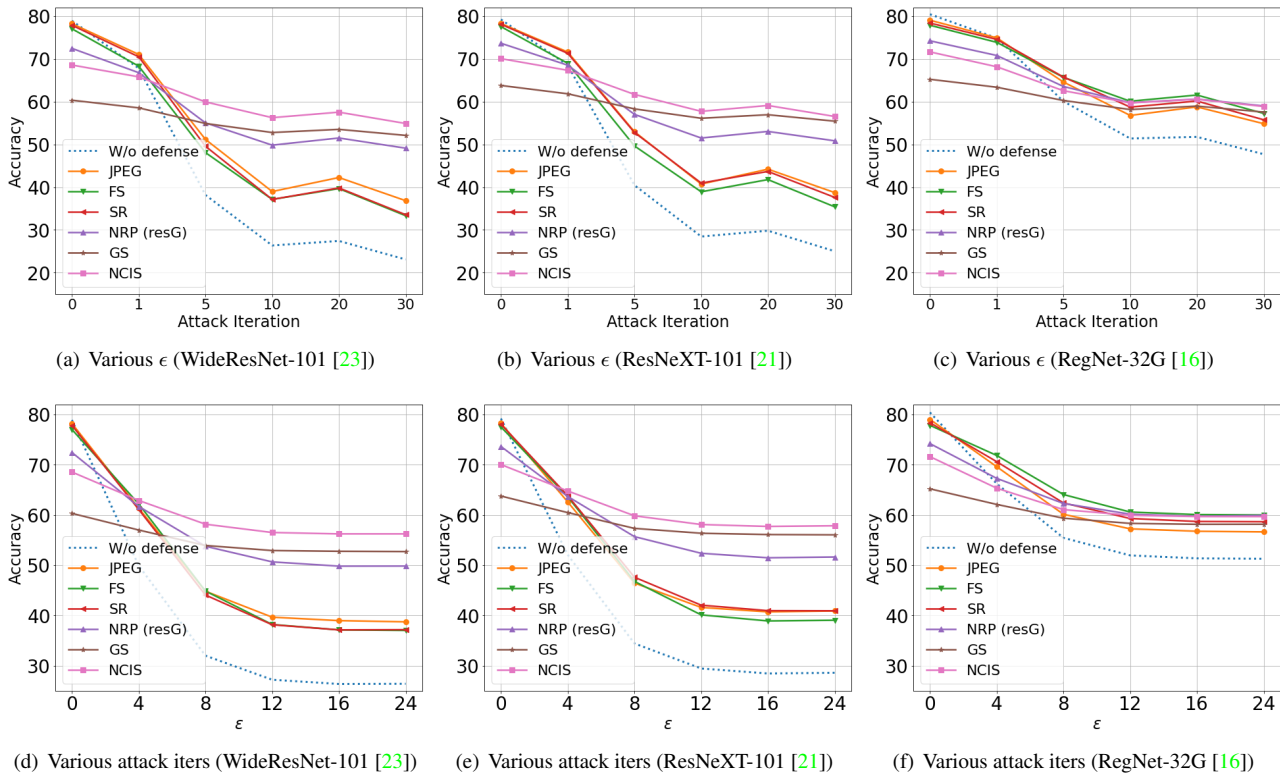 80
70
60
50
40
30
20
Accuracy
W/o defense
JPEG
FS
SR
NRP (resG)
GS
NCIS
0 1 5 10 20 30
Attack Iteration
(a) Various ϵ (WideResNet-101 [23])
80
70
60
50
40
30
20
Accuracy
W/o defense
JPEG
FS
SR
NRP (resG)
GS
NCIS
0 1 5 10 20 30
Attack Iteration
(b) Various ϵ (ResNeXT-101 [21])
80
70
60
50
40
30
20
Accuracy
W/o defense
JPEG
FS
SR
NRP (resG)
GS
NCIS
0 1 5 10 20 30
Attack Iteration
(c) Various ϵ (RegNet-32G [16])
80
70
60
50
40
30
Accuracy
W/o defense
JPEG
FS
SR
NRP (resG)
GS
NCIS
0 4 8 12 16 24
ε
(d) Various attack iters (WideResNet-101 [23])
80
70
60
50
40
30
Accuracy
W/o defense
JPEG
FS
SR
NRP (resG)
GS
NCIS
0 4 8 12 16 24
ε
(e) Various attack iters (ResNeXT-101 [21])
80
70
60
50
40
30
Accuracy
W/o defense
JPEG
FS
SR
NRP (resG)
GS
NCIS
0 4 8 12 16 24
ε
(f) Various attack iters (RegNet-32G [16])